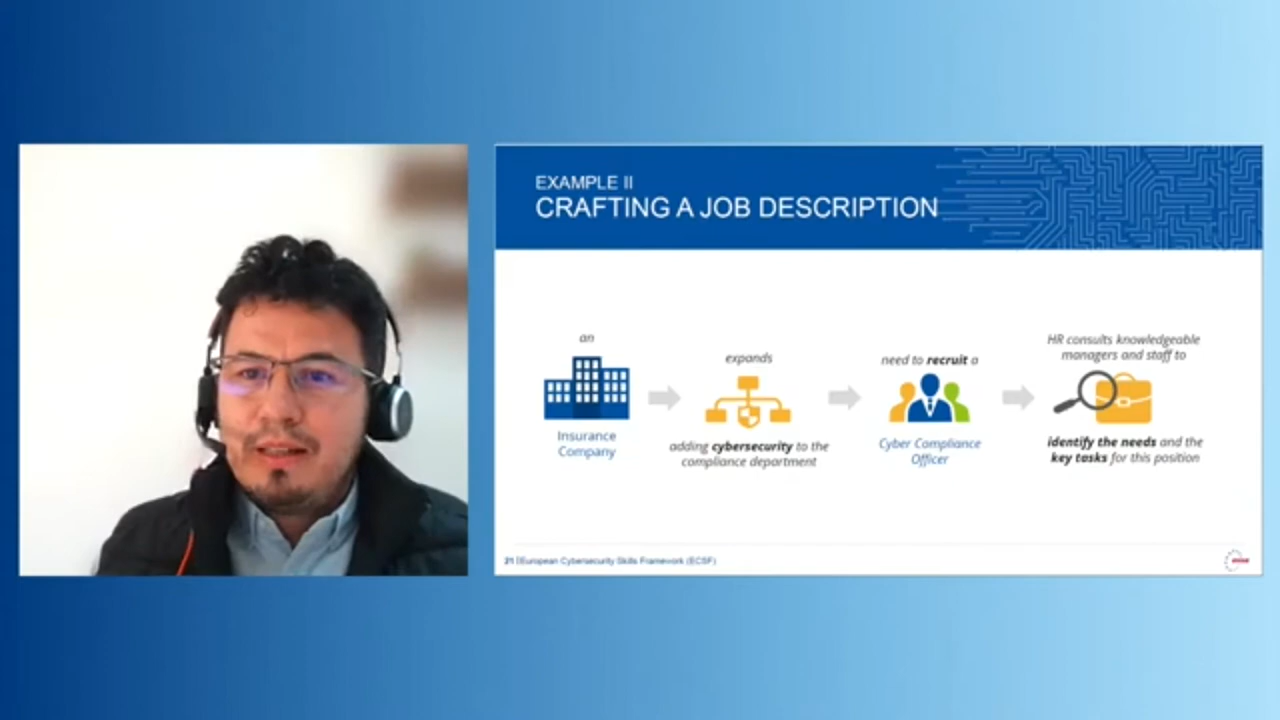 EXAMPLE II
CRAFTING A JOB DESCRIPTION
an
Insurance
Company
expands
adding cybersecurity to the
compliance department
need to recruit a
Cyber Compliance
Officer
HR consults knowledgeable
managers and staff to
identify the needs and the
key tasks for this position
21 | European Cybersecurity Skills Framework (ECSF)